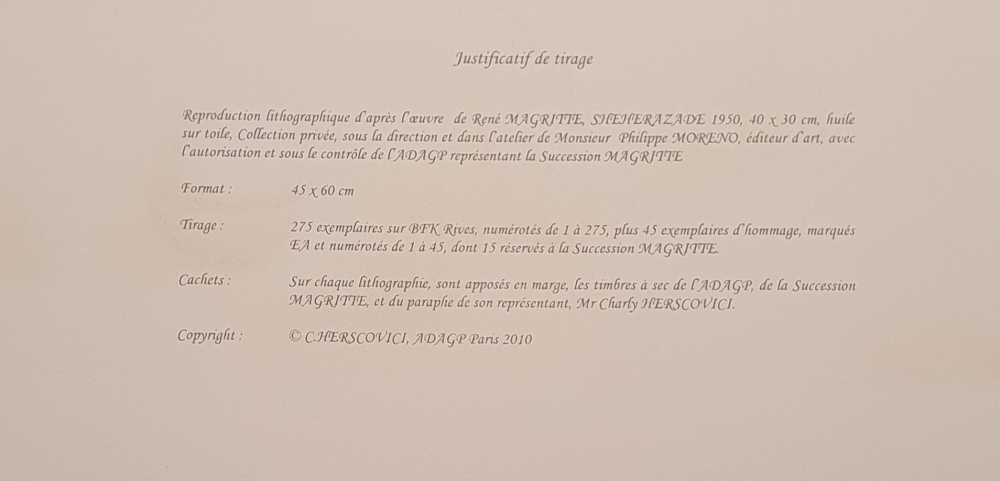 Justificatif de tirage
Reproduction lithographique d'après l'œuvre de René MAGRITTE, SHEHERAZADE 1950, 40 x 30 cm, huile
sur toile, Collection privée, sous la direction et dans l'atelier de Monsieur Philippe MORENO, éditeur d'art, avec
l'autorisation et sous le contrôle de l'ADAGP représentant la Succession MAGRITTE
Format : 45 x 60 cm
Tirage : 275 exemplaires sur BFK Rives, numérotés de 1 à 275, plus 45 exemplaires d'hommage, marqués
EA et numérotés de 1 à 45, dont 15 réservés à la Succession MAGRITTE.
Cachets : Sur chaque lithographie, sont apposés en marge, les timbres à sec de l'ADAGP, de la Succession
MAGRITTE, et du paraphe de son représentant, Mr Charly HERSCOVICI.
Copyright : © C.HERSCOVICI, ADAGP Paris 2010